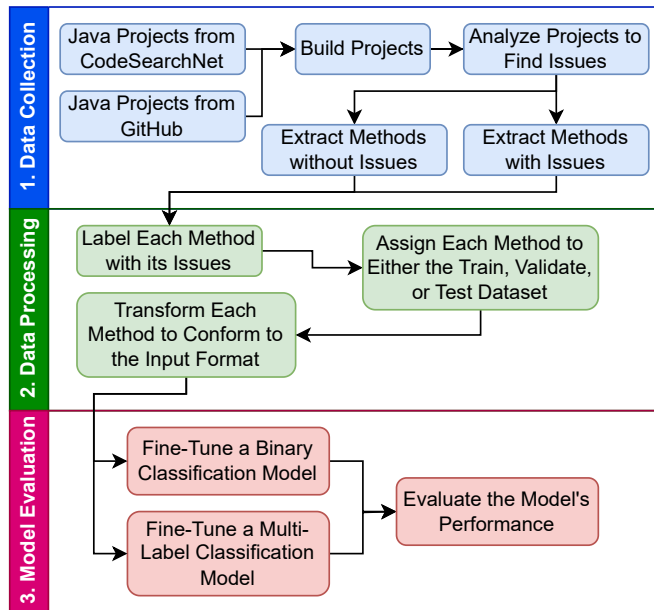 1. Data Collection
Java Projects from
CodeSearchNet
Java Projects from
GitHub
Build Projects
Analyze Projects to
Find Issues
Extract Methods
without Issues
Extract Methods
with Issues
2. Data Processing
Label Each Method
with its Issues
Assign Each Method to
Either the Train, Validate,
or Test Dataset
Transform Each
Method to Conform to
the Input Format
3. Model Evaluation
Fine-Tune a Binary
Classification Model
Fine-Tune a Multi-
Label Classification
Model
Evaluate the Model's
Performance